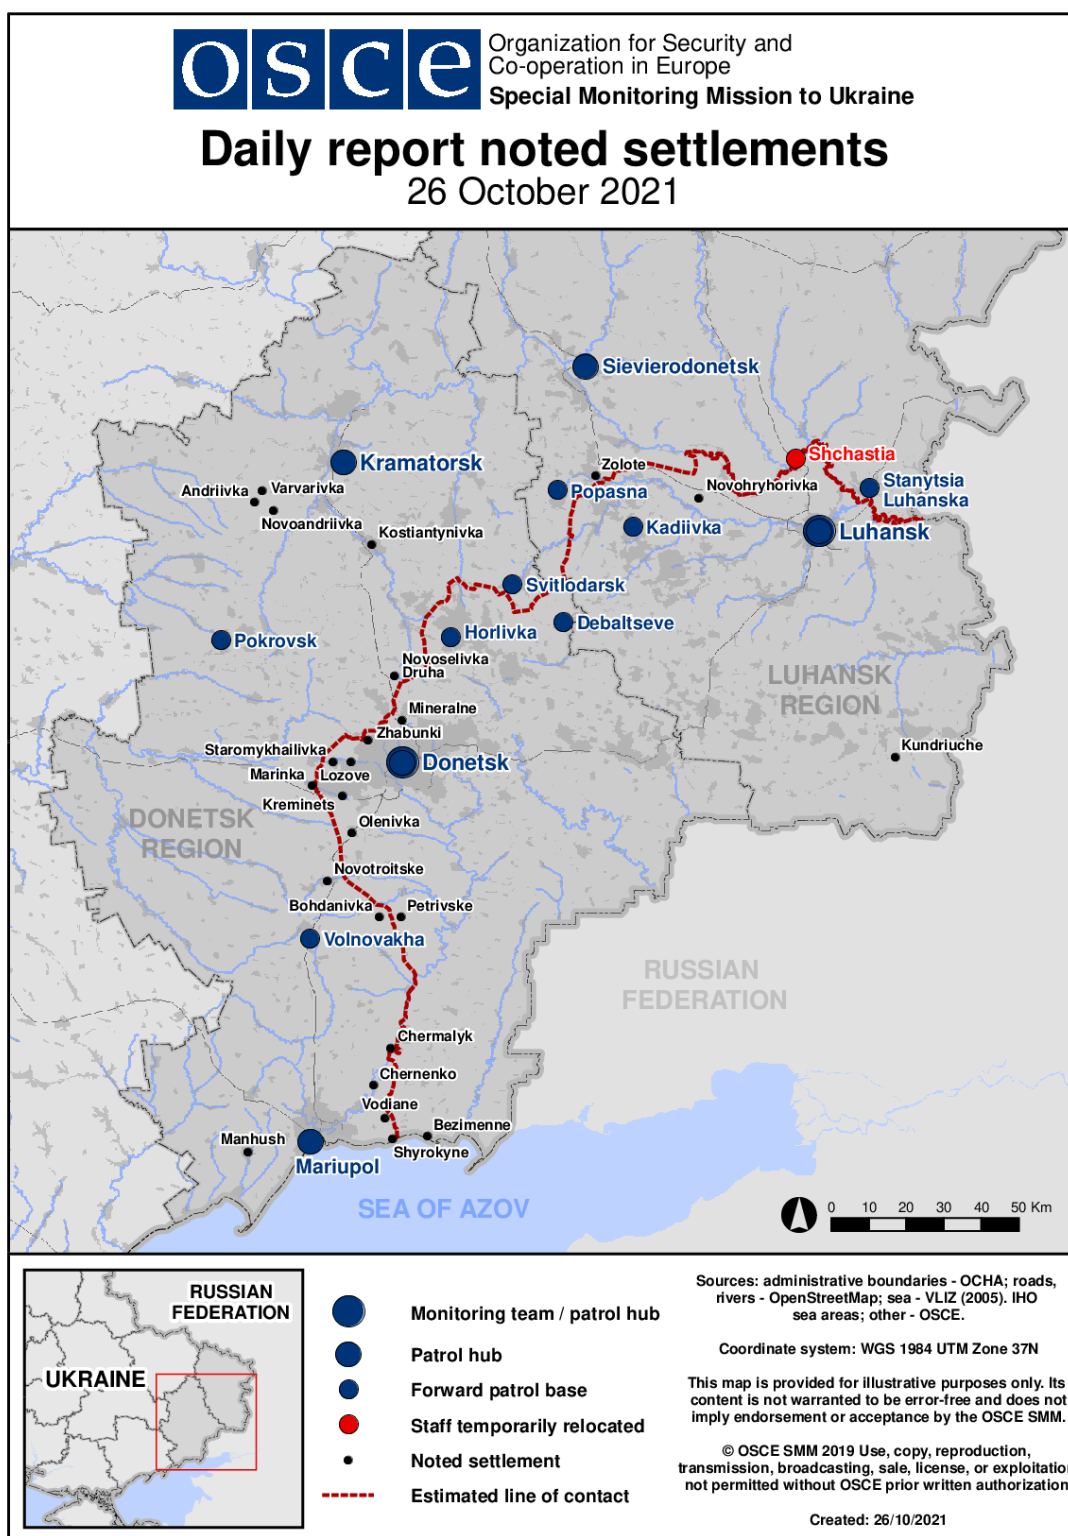 osce
Organization for Security and
Co-operation in Europe
Special Monitoring Mission to Ukraine
Daily report noted settlements
26 October 2021
Sievierodonetsk
Kramatorsk
Zolote
Shchastia
Andriivka
Varvarivka
Popasna
Novohryhorivka
Stanytsia
Luhanska
Novoandriivka
Kostiantynivka
Kadiivka
Luhansk
Svitlodarsk
Debaltseve
Pokrovsk
Horlivka
Novoselivka
Druha
LUHANSK
REGION
Mineralne
Zhabunki
Staromykhailivka
Kundriuche
Marinka
Lozove
Donetsk
Kreminets
DONETSK
REGION
Olenivka
Novotroitske
Bohdanivka
Petrivske
Volnovakha
RUSSIAN
FEDERATION
Chermalyk
Chernenko
Vodiane
Bezimenne
Manhush
Shyrokyne
Mariupol
SEA OF AZOV
0 10 20 30 40 50 Km
RUSSIAN
FEDERATION
UKRAINE
Monitoring team / patrol hub
Patrol hub
Forward patrol base
Staff temporarily relocated
Noted settlement
Estimated line of contact
Sources: administrative boundaries - OCHA; roads,
rivers - OpenStreetMap; sea - VLIZ (2005). IHO
sea areas; other - OSCE.
Coordinate system: WGS 1984 UTM Zone 37N
This map is provided for illustrative purposes only. Its
content is not warranted to be error-free and does not
imply endorsement or acceptance by the OSCE SMM.
© OSCE SMM 2019 Use, copy, reproduction,
transmission, broadcasting, sale, license, or exploitation
not permitted without OSCE prior written authorization
Created: 26/10/2021